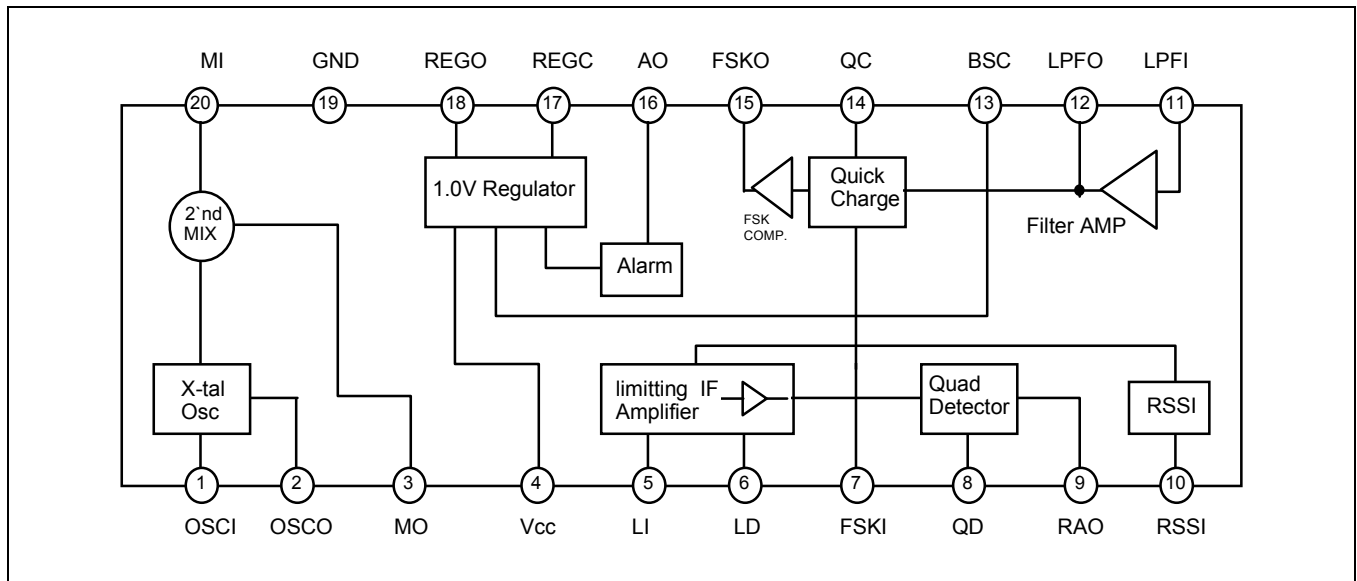 MI GND REGO REGC AO FSKO QC BSC LPFO LPFI
20 19 18 17 16 15 14 13 12 11
1.0V Regulator
Quick
Charge
2`nd
MIX
FSK
COMP.
Filter AMP
Alarm
X-tal
Osc
limitting IF
Amplifier
Quad
Detector
RSSI
1 2 3 4 5 6 7 8 9 10
OSCI OSCO MO Vcc LI LD FSKI QD RAO RSSI